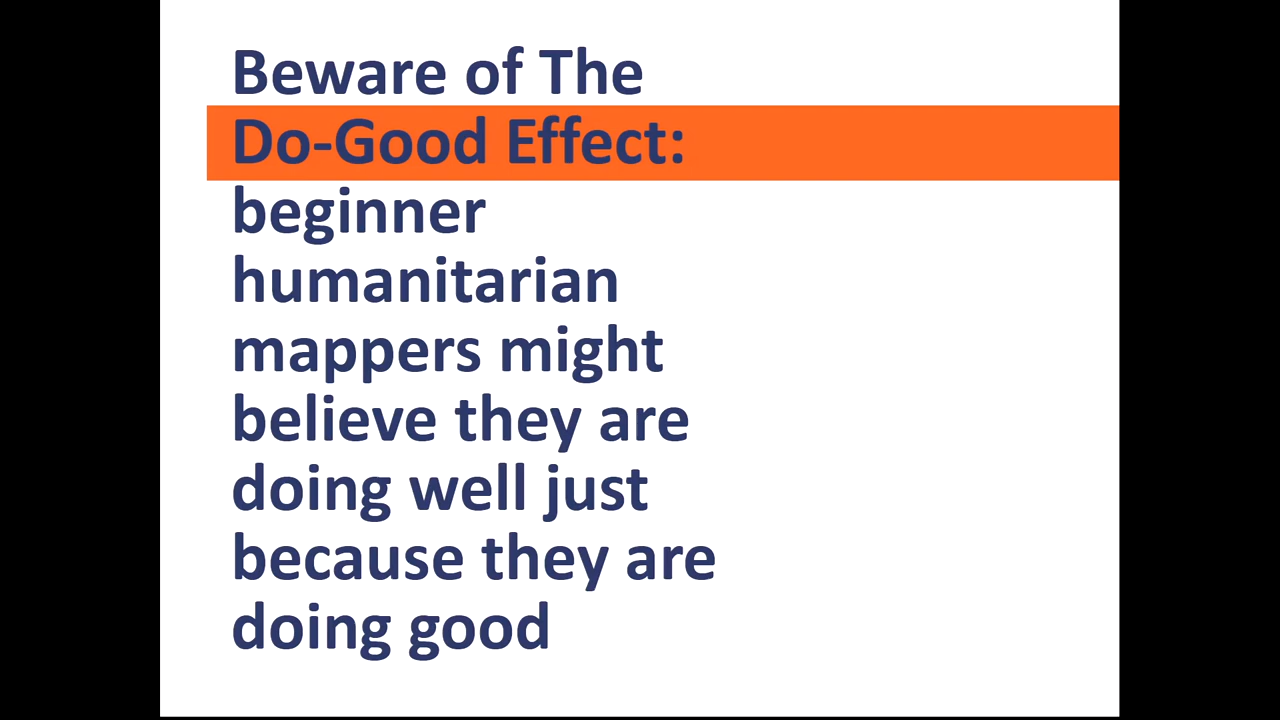 Beware of The
Do-Good Effect:
beginner
humanitarian
mappers might
believe they are
doing well just
because they are
doing good